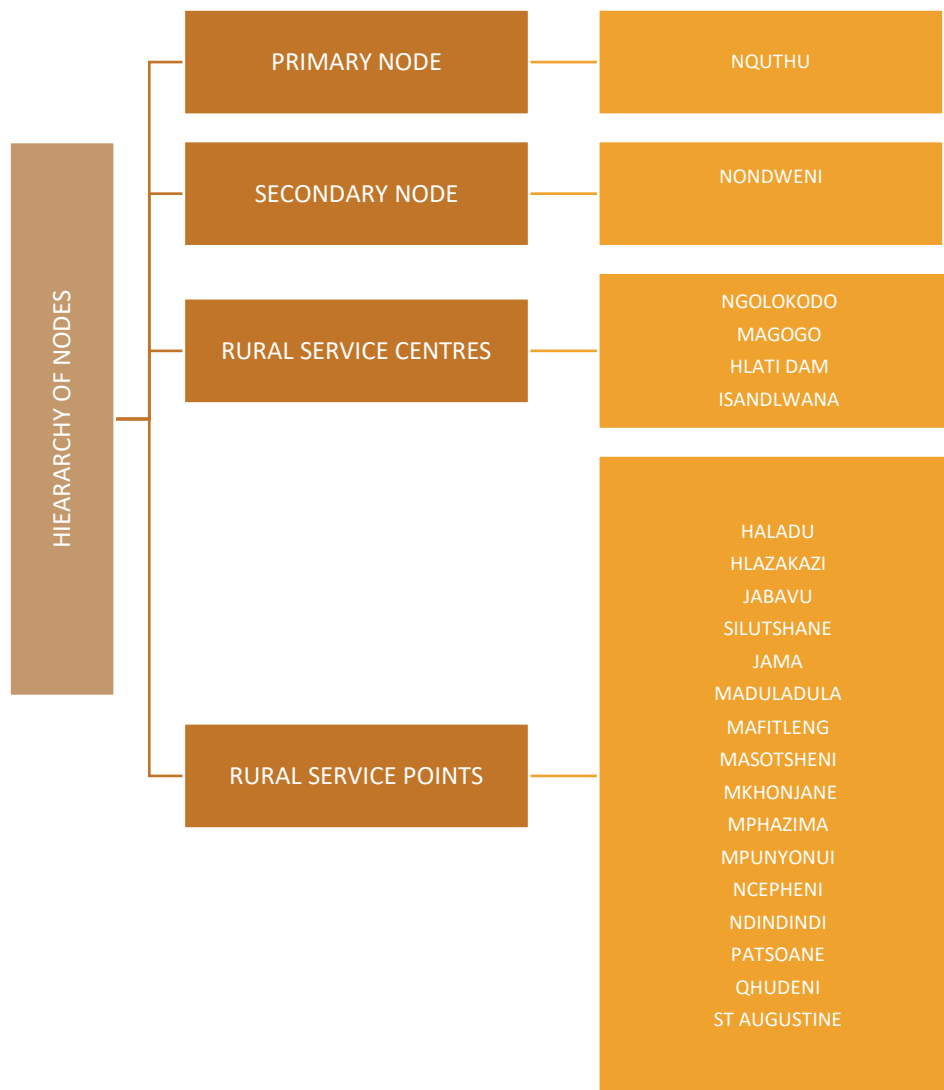 HIEARARCHY OF NODES
PRIMARY NODE
NQUTHU
SECONDARY NODE
NONDWENI
RURAL SERVICE CENTRES
NGOLOKODO
MAGOGO
HLATI DAM
ISANDLWANA
RURAL SERVICE POINTS
HALADU
HLAZAKAZI
JABAVU
SILUTSHANE
JAMA
MADULADULA
MAFITLENG
MASOTSHENI
MKHONJANE
MPHAZIMA
MPUNYONUI
NCEPHENI
NDINDINDI
PATSOANE
QHUDENI
ST AUGUSTINE